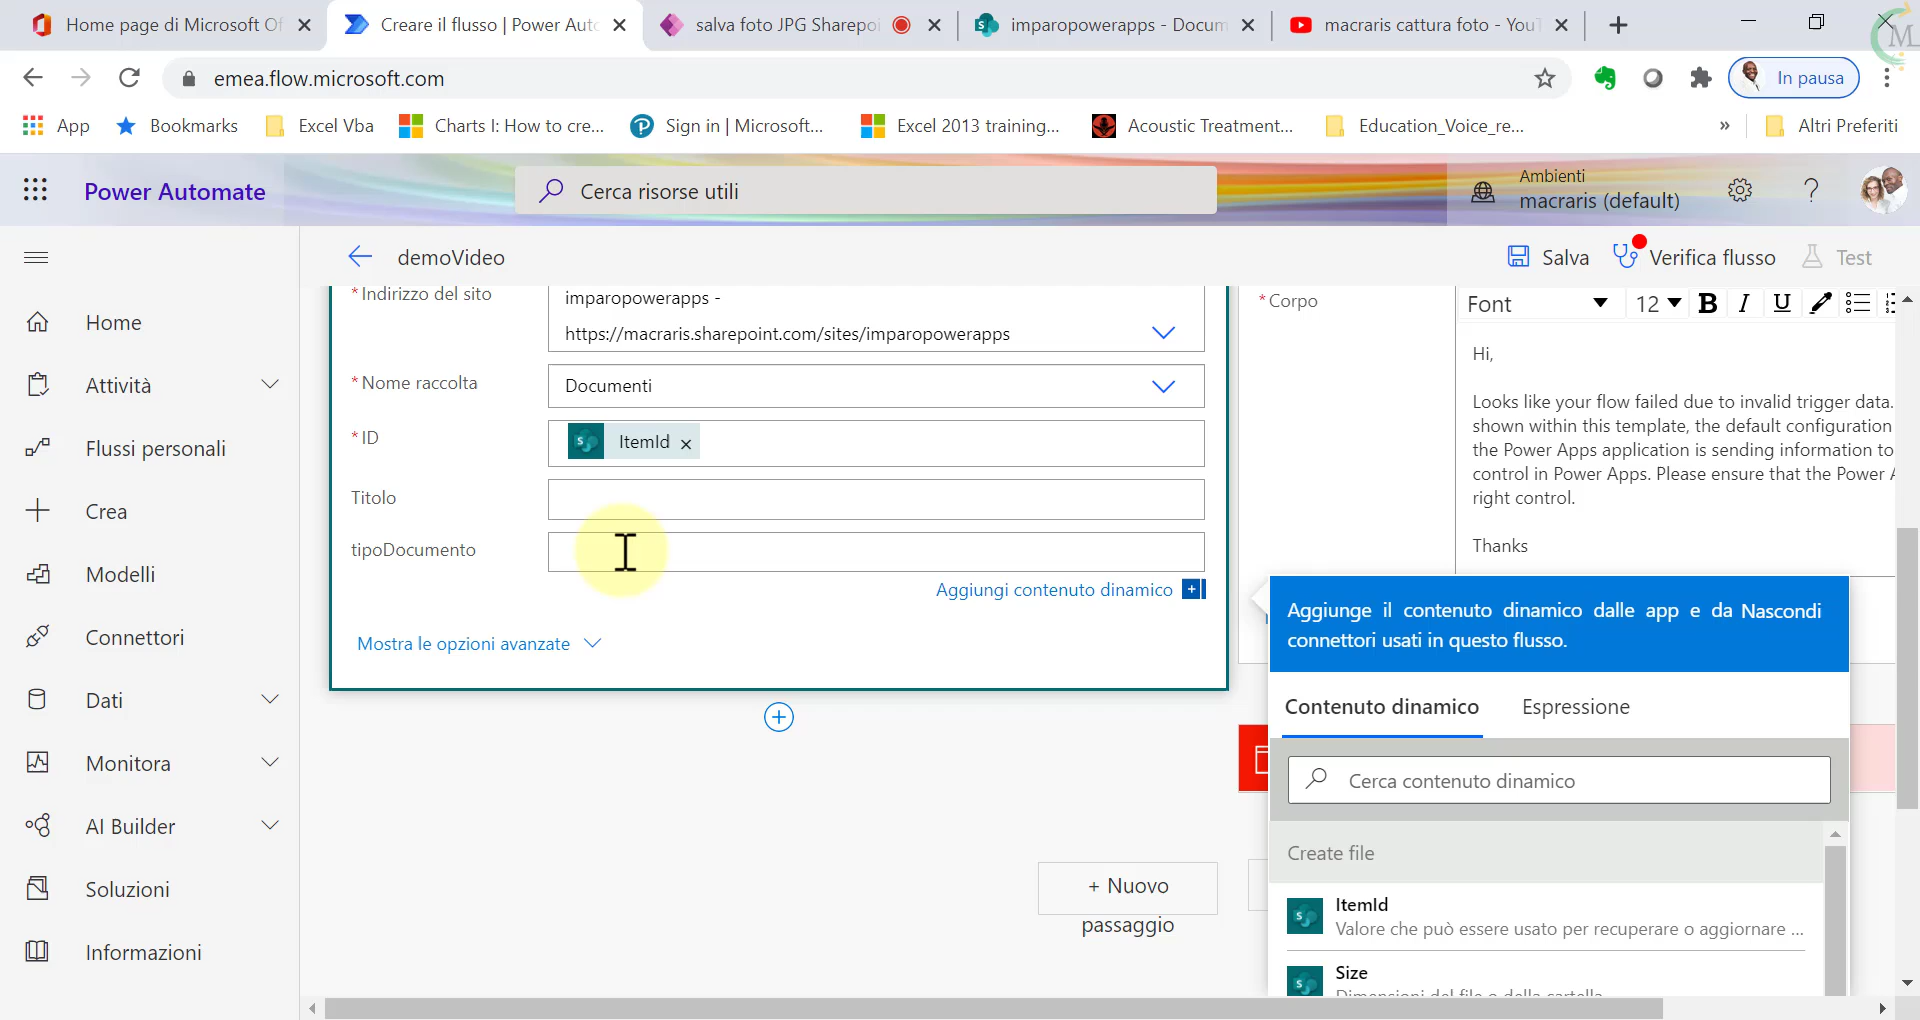 Home page di Microsoft Of
Creare il flusso | Power Auto
salva foto JPG Sharepoi
imparopowerapps - Docum
macraris cattura foto - YouT
M
emea.flow.microsoft.com
In pausa
App
Bookmarks
Excel Vba
Charts I: How to cre...
Sign in | Microsoft...
Excel 2013 training...
Acoustic Treatment...
Education_Voice_re...
»
Altri Preferiti
Power Automate
Cerca risorse utili
Ambienti
macraris (default)
?
demoVideo
Salva
Verifica flusso
Test
Home
Attività
Flussi personali
Crea
Modelli
Connettori
Dati
Monitora
AI Builder
Soluzioni
Informazioni
* Indirizzo del sito
imparopowerapps -
https://macraris.sharepoint.com/sites/imparopowerapps
* Nome raccolta
Documenti
* ID
ItemId ×
Titolo
tipoDocumento
Aggiungi contenuto dinamico
Mostra le opzioni avanzate
* Corpo
Font
12
B I U
Hi,
Looks like your flow failed due to invalid trigger data.
shown within this template, the default configuration
the Power Apps application is sending information to
control in Power Apps. Please ensure that the Power A
right control.
Thanks
Aggiunge il contenuto dinamico dalle app e da
connettori usati in questo flusso.
Nascondi
Contenuto dinamico
Espressione
Cerca contenuto dinamico
Create file
ItemId
Valore che può essere usato per recuperare o aggiornare ...
Size
Dimensioni del file o della cartella
+ Nuovo
passaggio